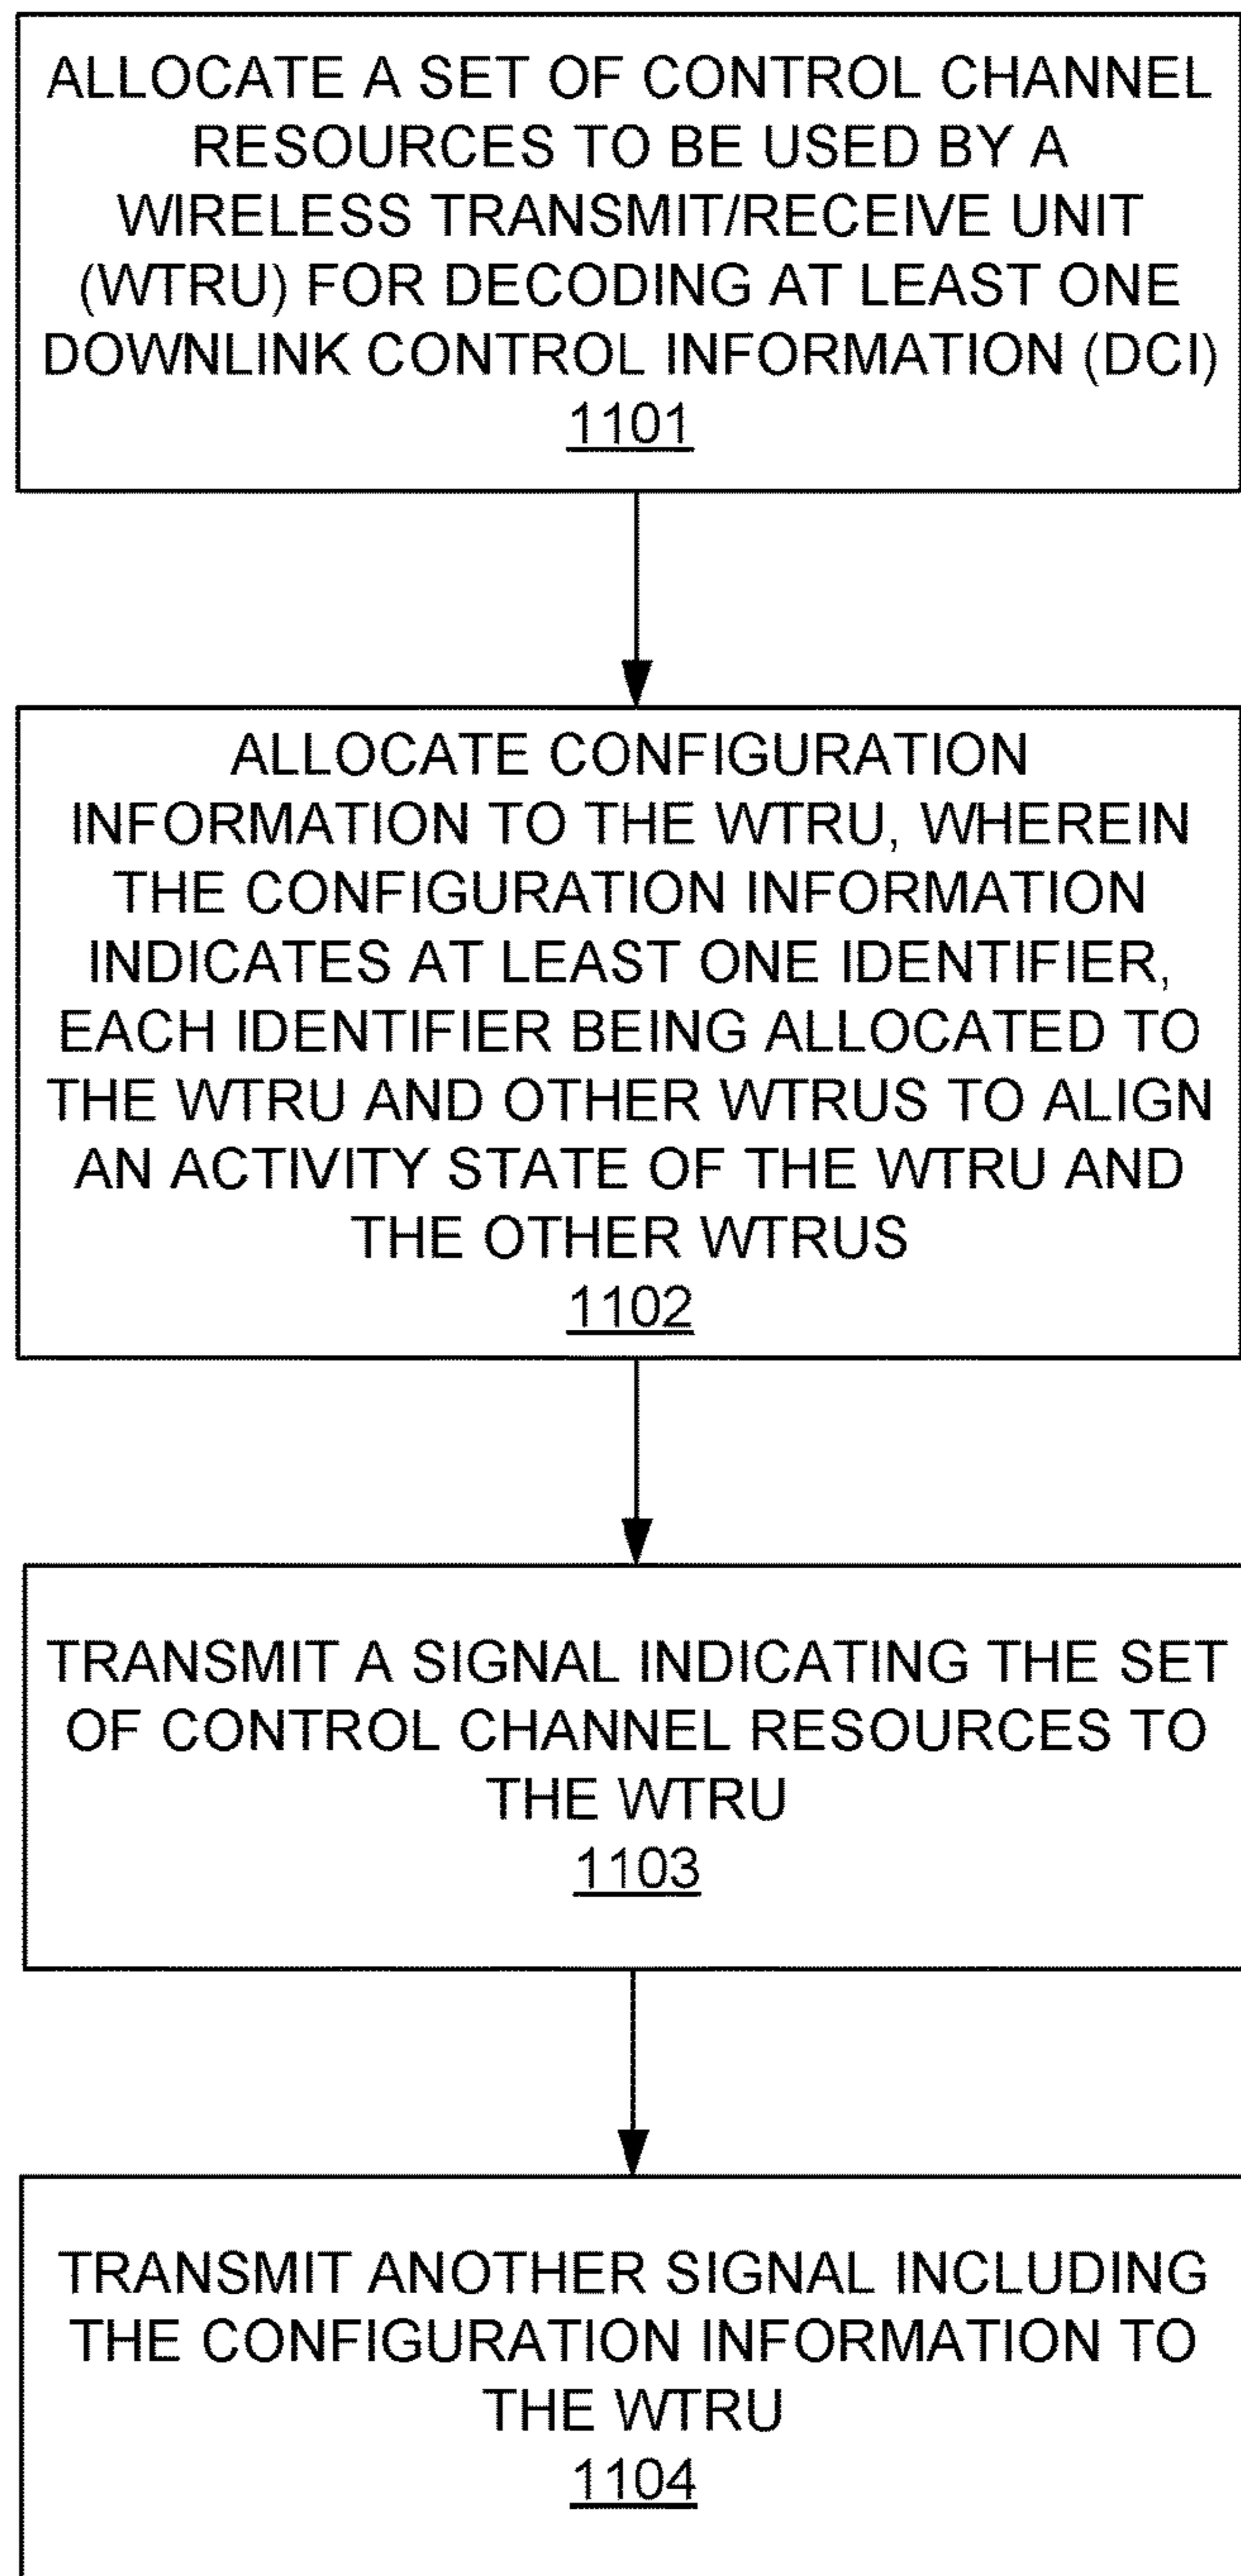 ALLOCATE A SET OF CONTROL CHANNEL
RESOURCES TO BE USED BY A
WIRELESS TRANSMIT/RECEIVE UNIT
(WTRU) FOR DECODING AT LEAST ONE
DOWNLINK CONTROL INFORMATION (DCI)
1101
ALLOCATE CONFIGURATION
INFORMATION TO THE WTRU, WHEREIN
THE CONFIGURATION INFORMATION
INDICATES AT LEAST ONE IDENTIFIER,
EACH IDENTIFIER BEING ALLOCATED TO
THE WTRU AND OTHER WTRUS TO ALIGN
AN ACTIVITY STATE OF THE WTRU AND
THE OTHER WTRUS
1102
TRANSMIT A SIGNAL INDICATING THE SET
OF CONTROL CHANNEL RESOURCES TO
THE WTRU
1103
TRANSMIT ANOTHER SIGNAL INCLUDING
THE CONFIGURATION INFORMATION TO
THE WTRU
1104